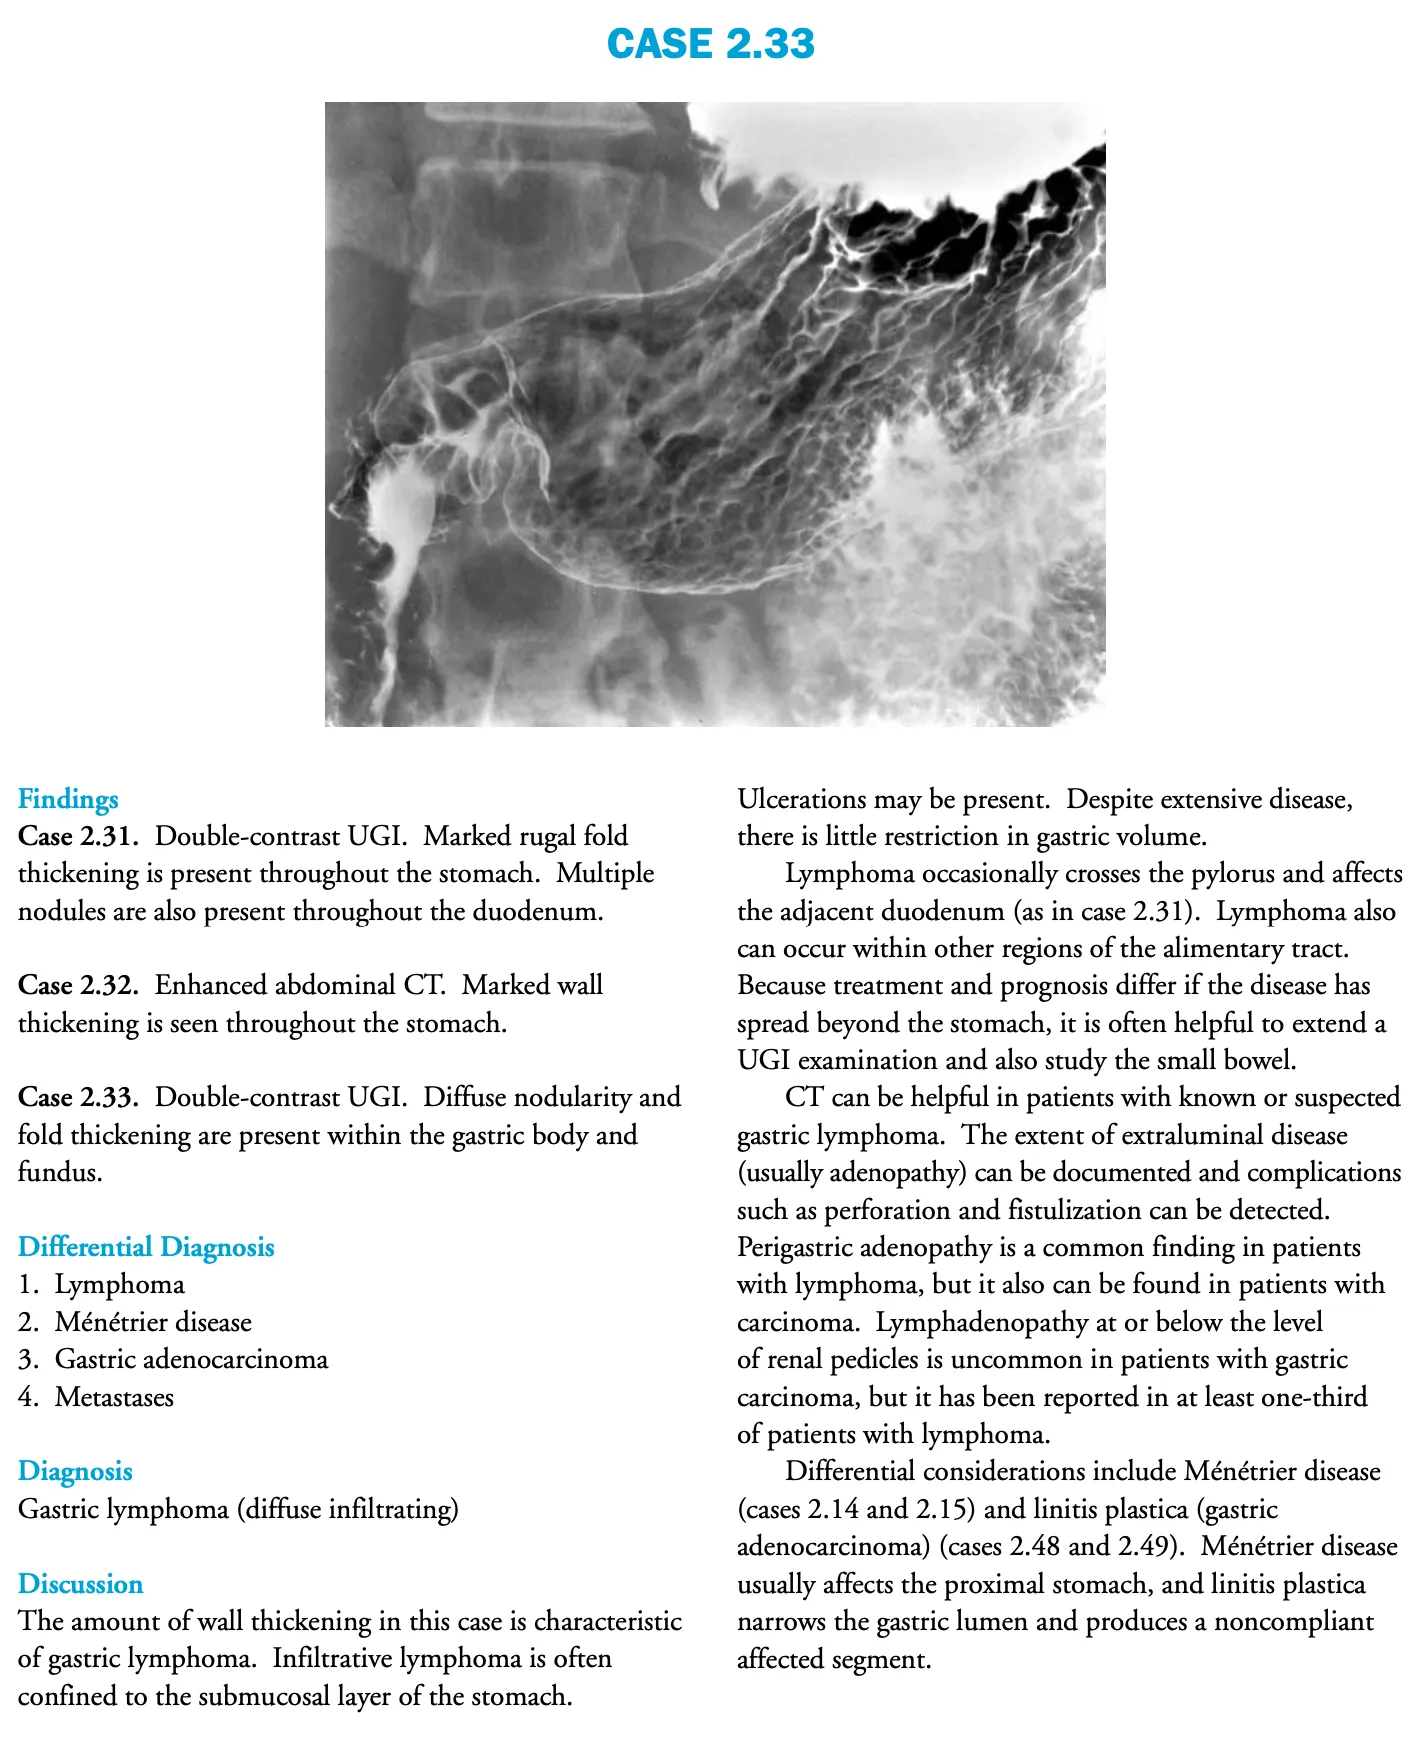 CASE 2.33
Findings
Case 2.31. Double-contrast UGI. Marked rugal fold
thickening is present throughout the stomach. Multiple
nodules are also present throughout the duodenum.
Case 2.32. Enhanced abdominal CT. Marked wall
thickening is seen throughout the stomach.
Case 2.33. Double-contrast UGI. Diffuse nodularity and
fold thickening are present within the gastric body and
fundus.
Differential Diagnosis
1. Lymphoma
2. Ménétrier disease
3. Gastric adenocarcinoma
4. Metastases
Diagnosis
Gastric lymphoma (diffuse infiltrating)
Discussion
The amount of wall thickening in this case is characteristic
of gastric lymphoma. Infiltrative lymphoma is often
confined to the submucosal layer of the stomach.
Ulcerations may be present. Despite extensive disease,
there is little restriction in gastric volume.
Lymphoma occasionally crosses the pylorus and affects
the adjacent duodenum (as in case 2.31). Lymphoma also
can occur within other regions of the alimentary tract.
Because treatment and prognosis differ if the disease has
spread beyond the stomach, it is often helpful to extend a
UGI examination and also study the small bowel.
CT can be helpful in patients with known or suspected
gastric lymphoma. The extent of extraluminal disease
(usually adenopathy) can be documented and complications
such as perforation and fistulization can be detected.
Perigastric adenopathy is a common finding in patients
with lymphoma, but it also can be found in patients with
carcinoma. Lymphadenopathy at or below the level
of renal pedicles is uncommon in patients with gastric
carcinoma, but it has been reported in at least one-third
of patients with lymphoma.
Differential considerations include Ménétrier disease
(cases 2.14 and 2.15) and linitis plastica (gastric
adenocarcinoma) (cases 2.48 and 2.49). Ménétrier disease
usually affects the proximal stomach, and linitis plastica
narrows the gastric lumen and produces a noncompliant
affected segment.